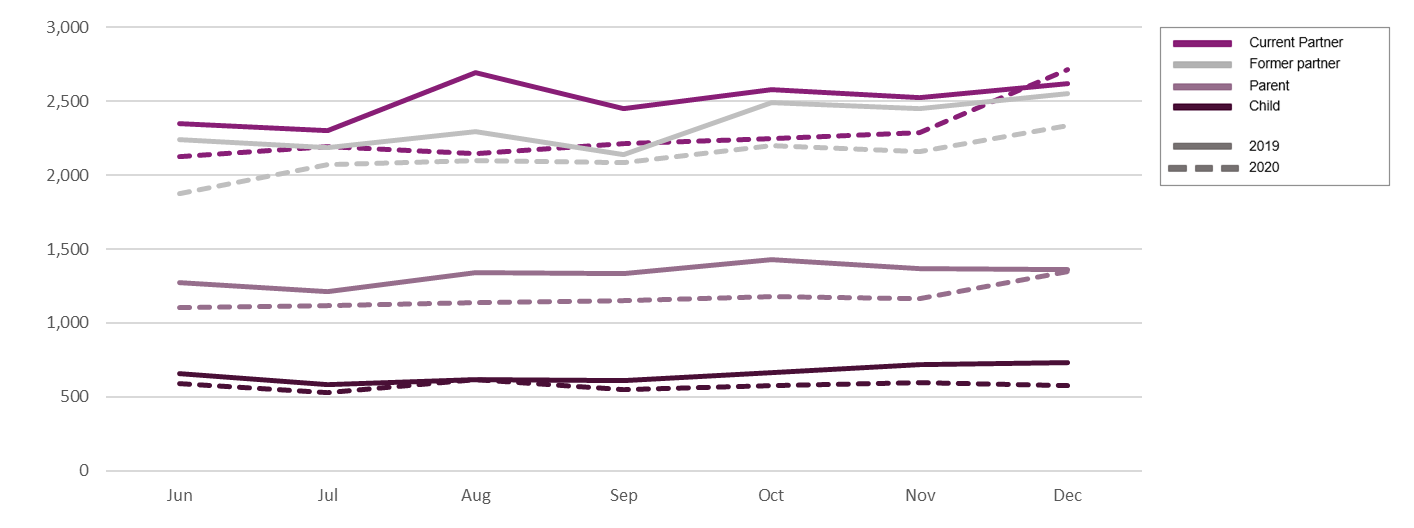 3,000
2,500
2,000
1,500
1,000
500
0
Jun Jul Aug Sep Oct Nov Dec
Current Partner
Former partner
Parent
Child
2019
2020